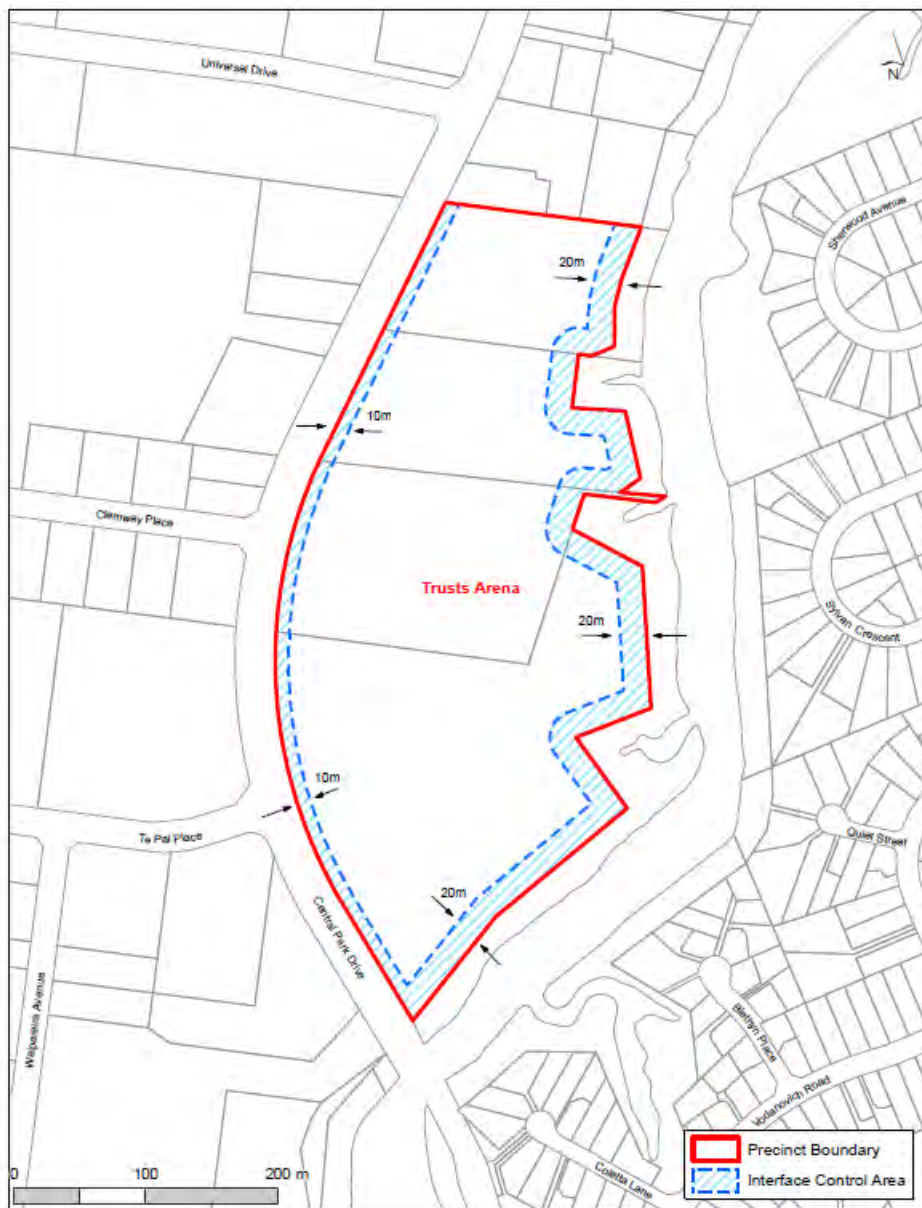 Universal Drive
N
Sherwood Avenue
20m
10m
Clemway Place
Trusts Arena
Sylvan Crescent
20m
10m
Te Pai Place
Quiet Street
20m
Central Park Drive
Waipareira Avenue
Blethyn Place
Vodanovich Road
Coletta Lane
0 100 200 m
Precinct Boundary
Interface Control Area